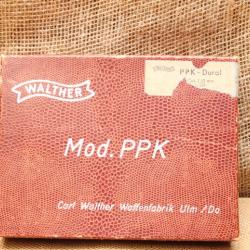 WALTHER
PPK-Dural
Mod. PPK
Carl Walther Waffenfabrik Ulm/Do